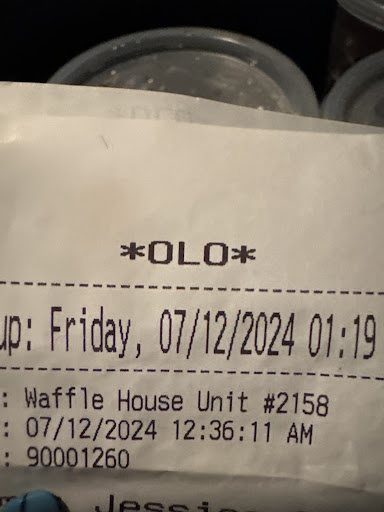 *OLO*
up: Friday, 07/12/2024 01:19
: Waffle House Unit #2158
: 07/12/2024 12:36:11 AM
: 90001260